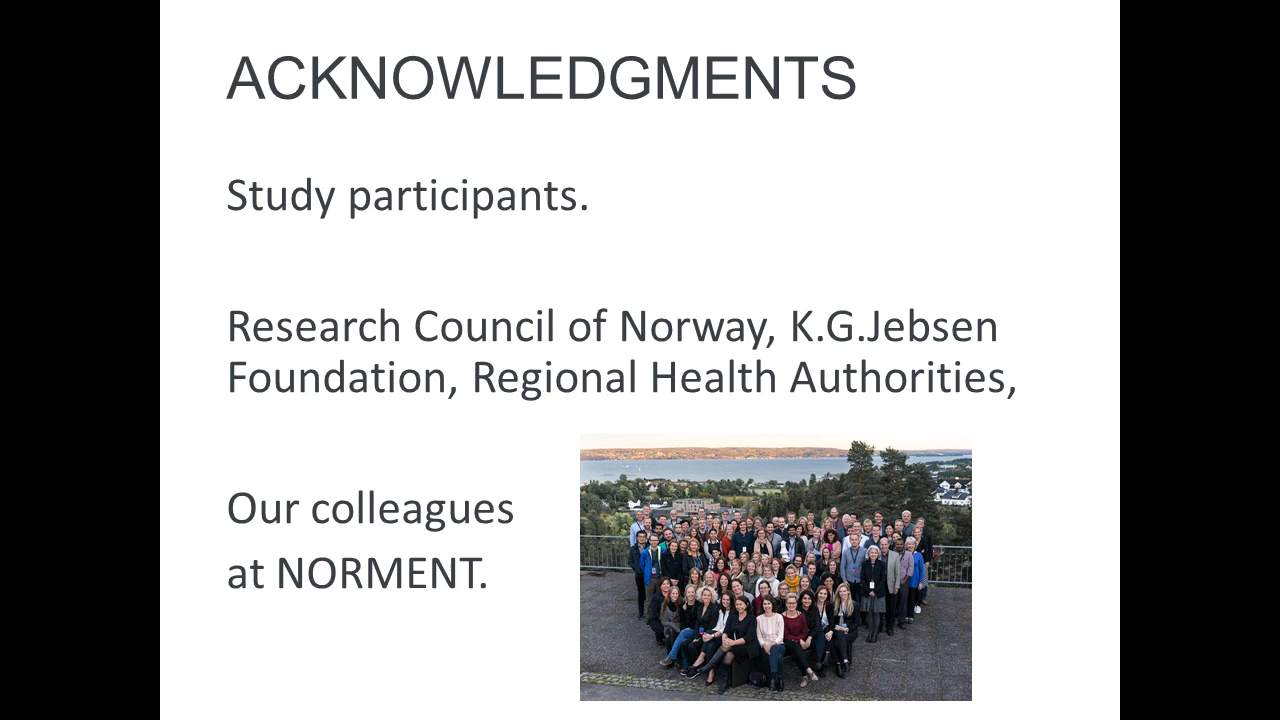 ACKNOWLEDGMENTS
Study participants.
Research Council of Norway, K.G.Jebsen
Foundation, Regional Health Authorities,
Our colleagues
at NORMENT.